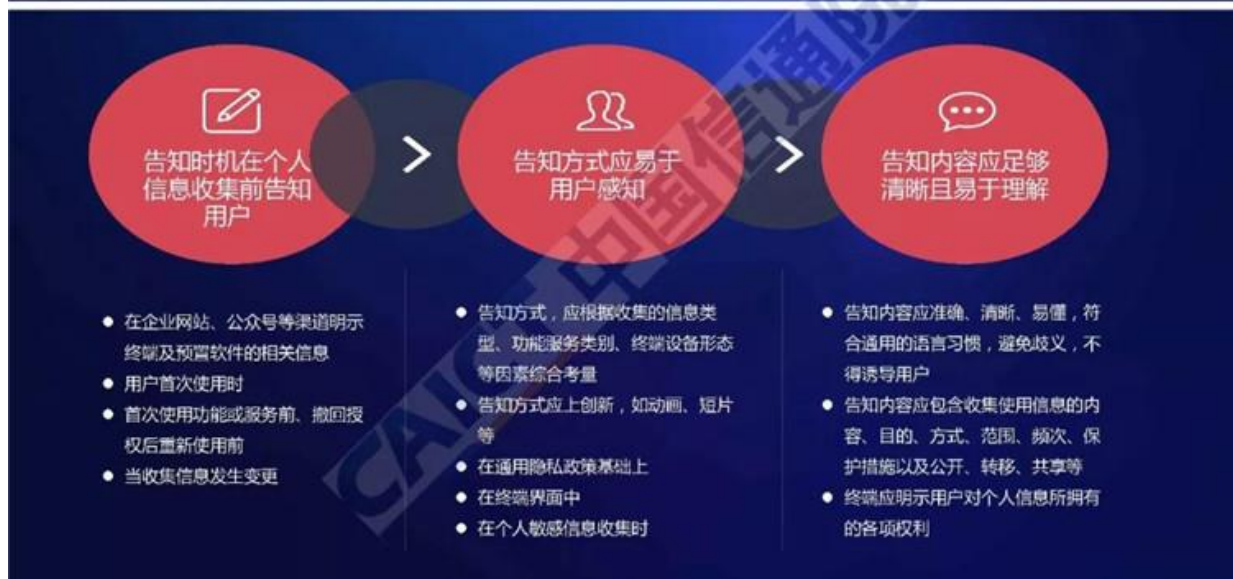 告知时机在个人
信息收集前告知
用户
告知方式应易于
用户感知
告知内容应足够
清晰且易于理解
在企业网站、公众号等渠道明示
终端及预置软件的相关信息
用户首次使用时
首次使用功能或服务前、撤回授
权后重新使用前
当收集信息发生变更
告知方式，应根据收集的信息类
型、功能服务类别、终端设备形态
等因素综合考量
告知方式应上创新，如动画、短片
等
在通用隐私政策基础上
在终端界面中
在个人敏感信息收集时
告知内容应准确、清晰、易懂，符
合通用的语言习惯，避免歧义，不
得诱导用户
告知内容应包含收集使用信息的内
容、目的、方式、范围、频次、保
护措施以及公开、转移、共享等
终端应明示用户对个人信息所拥有
的各项权利
CAICT 中国信通院